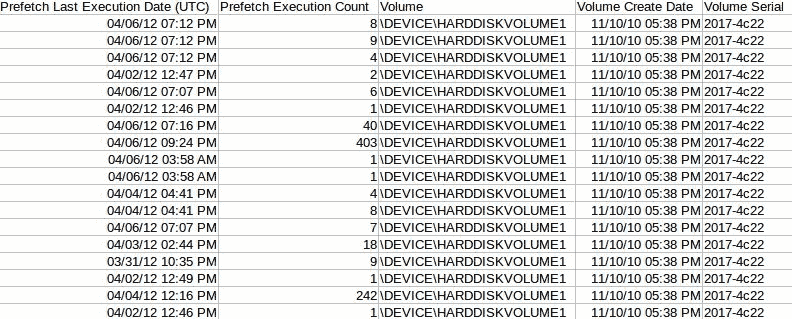 Prefetch Last Execution Date (UTC) Prefetch Execution Count Volume Volume Create Date Volume Serial
04/06/12 07:12 PM 8 \DEVICE\HARDDISKVOLUME1 11/10/10 05:38 PM 2017-4c22
04/06/12 07:12 PM 9 \DEVICE\HARDDISKVOLUME1 11/10/10 05:38 PM 2017-4c22
04/06/12 07:12 PM 4 \DEVICE\HARDDISKVOLUME1 11/10/10 05:38 PM 2017-4c22
04/02/12 12:47 PM 2 \DEVICE\HARDDISKVOLUME1 11/10/10 05:38 PM 2017-4c22
04/06/12 07:07 PM 6 \DEVICE\HARDDISKVOLUME1 11/10/10 05:38 PM 2017-4c22
04/02/12 12:46 PM 1 \DEVICE\HARDDISKVOLUME1 11/10/10 05:38 PM 2017-4c22
04/06/12 07:16 PM 40 \DEVICE\HARDDISKVOLUME1 11/10/10 05:38 PM 2017-4c22
04/06/12 09:24 PM 403 \DEVICE\HARDDISKVOLUME1 11/10/10 05:38 PM 2017-4c22
04/06/12 03:58 AM 1 \DEVICE\HARDDISKVOLUME1 11/10/10 05:38 PM 2017-4c22
04/06/12 03:58 AM 1 \DEVICE\HARDDISKVOLUME1 11/10/10 05:38 PM 2017-4c22
04/04/12 04:41 PM 4 \DEVICE\HARDDISKVOLUME1 11/10/10 05:38 PM 2017-4c22
04/04/12 04:41 PM 8 \DEVICE\HARDDISKVOLUME1 11/10/10 05:38 PM 2017-4c22
04/06/12 07:07 PM 7 \DEVICE\HARDDISKVOLUME1 11/10/10 05:38 PM 2017-4c22
04/03/12 02:44 PM 18 \DEVICE\HARDDISKVOLUME1 11/10/10 05:38 PM 2017-4c22
03/31/12 10:35 PM 9 \DEVICE\HARDDISKVOLUME1 11/10/10 05:38 PM 2017-4c22
04/02/12 12:49 PM 1 \DEVICE\HARDDISKVOLUME1 11/10/10 05:38 PM 2017-4c22
04/04/12 12:16 PM 242 \DEVICE\HARDDISKVOLUME1 11/10/10 05:38 PM 2017-4c22
04/02/12 12:46 PM 1 \DEVICE\HARDDISKVOLUME1 11/10/10 05:38 PM 2017-4c22